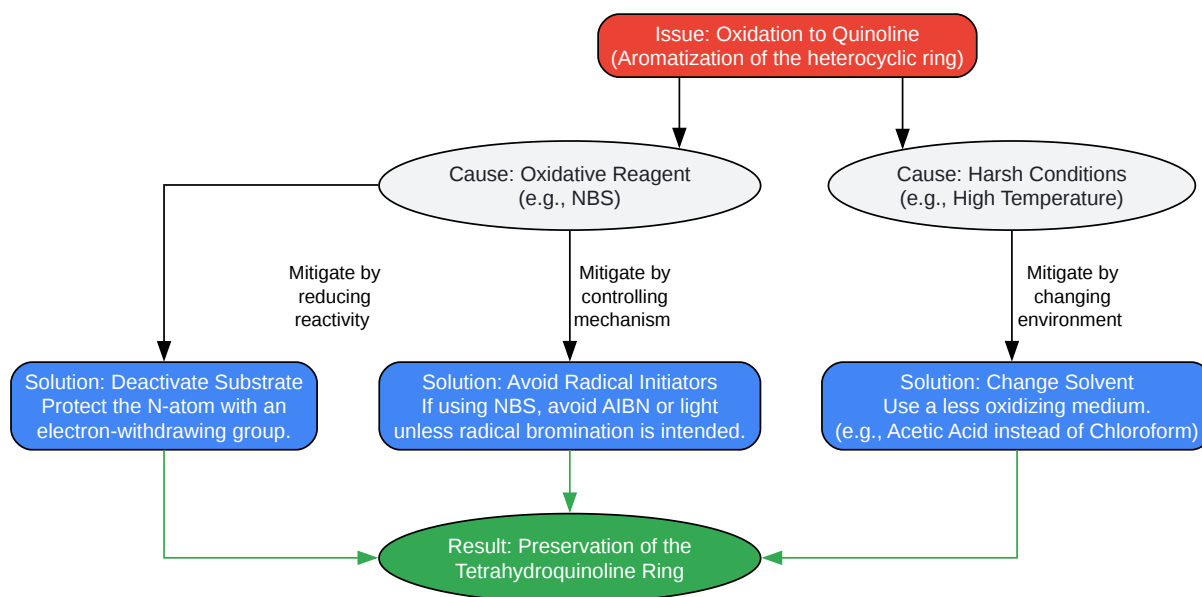 Issue: Oxidation to Quinoline
(Aromatization of the heterocyclic ring)
Cause: Oxidative Reagent
(e.g., NBS)
Cause: Harsh Conditions
(e.g., High Temperature)
Mitigate by
reducing
reactivity
Mitigate by
controlling
mechanism
Mitigate by
changing
environment
Solution: Deactivate Substrate
Protect the N-atom with an
electron-withdrawing group.
Solution: Avoid Radical Initiators
If using NBS, avoid AIBN or light
unless radical bromination is intended.
Solution: Change Solvent
Use a less oxidizing medium.
(e.g., Acetic Acid instead of Chloroform)
Result: Preservation of the
Tetrahydroquinoline Ring